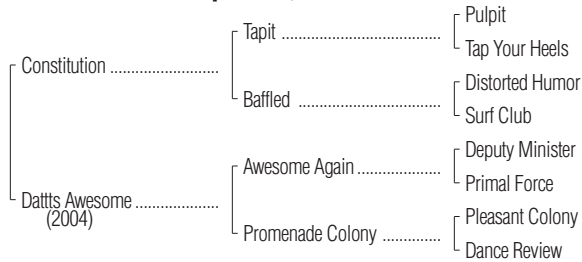 Pulpit
Tapit ..........................
Tap Your Heels
Constitution ......................
Distorted Humor
Baffled ......................
Surf Club
Deputy Minister
Awesome Again .................
Primal Force
Dattts Awesome .................
(2004)
Pleasant Colony
Promenade Colony ............
Dance Review